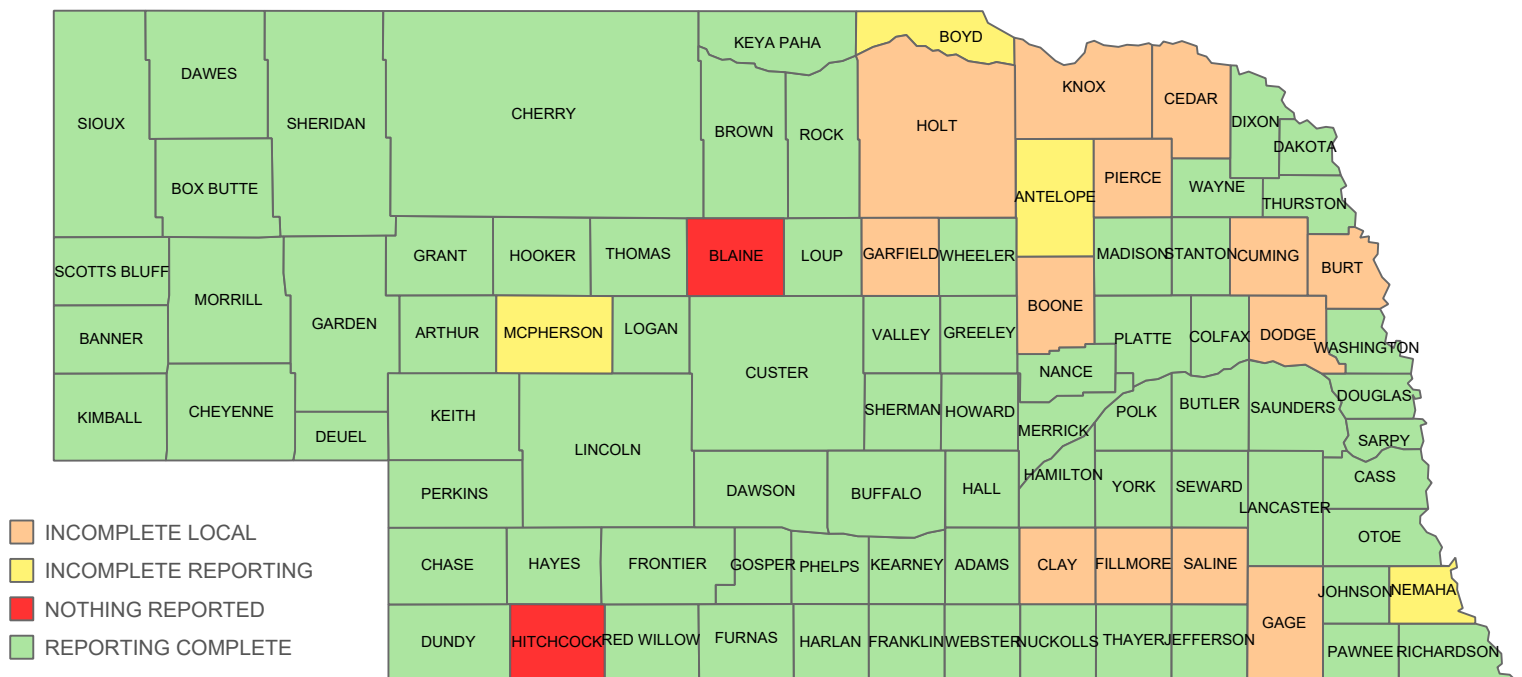 BOYD
KEYA PAHA
DAWES
KNOX
CEDAR
CHERRY
SIOUX
SHERIDAN
HOLT
BROWN
ROCK
DIXON
DAKOTA
PIERCE
BOX BUTTE
WAYNE
ANTELOPE
THURSTON
GRANT
HOOKER
THOMAS
BLAINE
LOUP
GARFIELD
WHEELER
MADISON
STANTON
CUMING
BURT
SCOTTS BLUFF
MORRILL
BOONE
GARDEN
ARTHUR
MCPHERSON
LOGAN
VALLEY
GREELEY
BANNER
PLATTE
COLFAX
DODGE
WASHINGTON
CUSTER
NANCE
DOUGLAS
KIMBALL
CHEYENNE
KEITH
SHERMAN
HOWARD
POLK
BUTLER
SAUNDERS
DEUEL
MERRICK
SARPY
LINCOLN
CASS
HAMILTON
PERKINS
DAWSON
BUFFALO
HALL
YORK
SEWARD
LANCASTER
OTOE
INCOMPLETE LOCAL
CHASE
HAYES
FRONTIER
GOSPER
PHELPS
KEARNEY
ADAMS
CLAY
FILLMORE
SALINE
INCOMPLETE REPORTING
JOHNSON
NEMAHA
NOTHING REPORTED
GAGE
DUNDY
HITCHCOCK
RED WILLOW
FURNAS
HARLAN
FRANKLIN
WEBSTER
NUCKOLLS
THAYER
JEFFERSON
REPORTING COMPLETE
PAWNEE
RICHARDSON